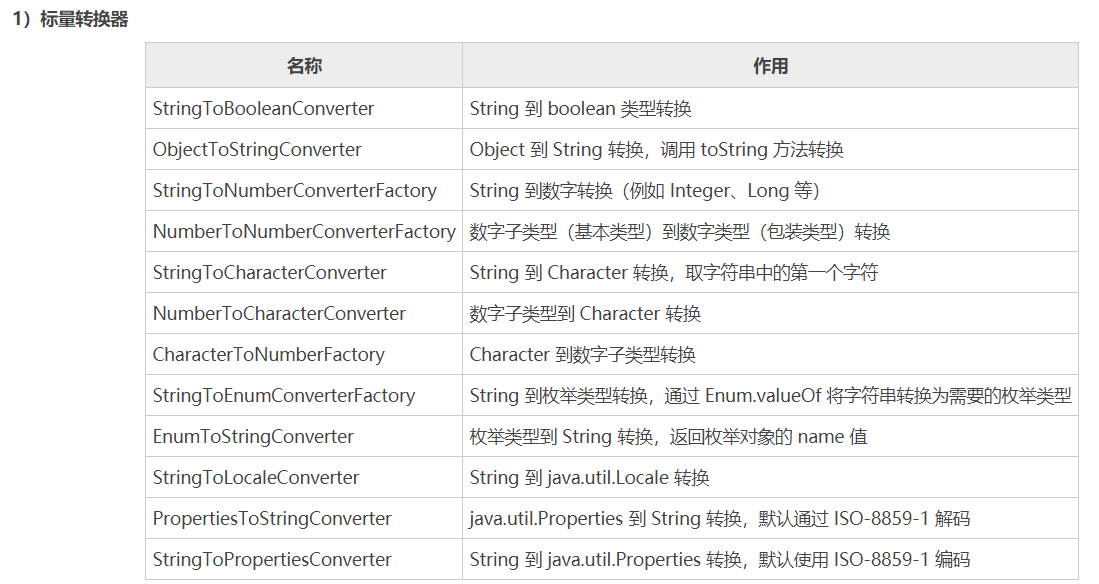 1）标量转换器
名称 作用
StringToBooleanConverter String 到 boolean 类型转换
ObjectToStringConverter Object 到 String 转换，调用 toString 方法转换
StringToNumberConverterFactory String 到数字转换（例如 Integer、Long 等）
NumberToNumberConverterFactory 数字子类型（基本类型）到数字类型（包装类型）转换
StringToCharacterConverter String 到 Character 转换，取字符串中的第一个字符
NumberToCharacterConverter 数字子类型到 Character 转换
CharacterToNumberFactory Character 到数字子类型转换
StringToEnumConverterFactory String 到枚举类型转换，通过 Enum.valueOf 将字符串转换为需要的枚举类型
EnumToStringConverter 枚举类型到 String 转换，返回枚举对象的 name 值
StringToLocaleConverter String 到 java.util.Locale 转换
PropertiesToStringConverter java.util.Properties 到 String 转换，默认通过 ISO-8859-1 解码
StringToPropertiesConverter String 到 java.util.Properties 转换，默认使用 ISO-8859-1 编码